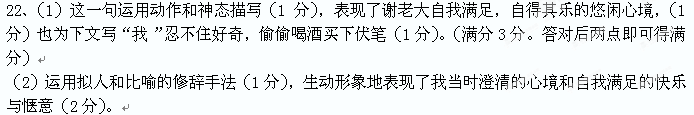 22、（1）这一句运用动作和神态描写（1 分），表现了谢老大自我满足，自得其乐的悠闲心境，（1
分）也为下文写“我”忍不住好奇，偷偷喝酒买下伏笔（1 分）。（满分 3 分。答对后两点即可得满
分）
（2）运用拟人和比喻的修辞手法（1 分），生动形象地表现了我当时澄清的心境和自我满足的快乐
与惬意（2 分）。